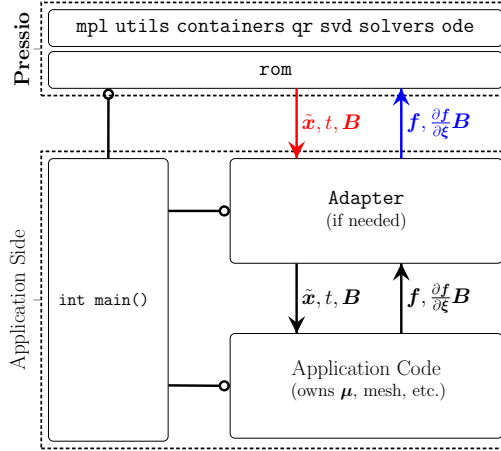 Pressio
mpl utils containers qr svd solvers ode
rom
x̃, t, B
f, ∂f/∂ξ B
Application Side
int main()
Adapter
(if needed)
x̃, t, B
f, ∂f/∂ξ B
Application Code
(owns μ, mesh, etc.)